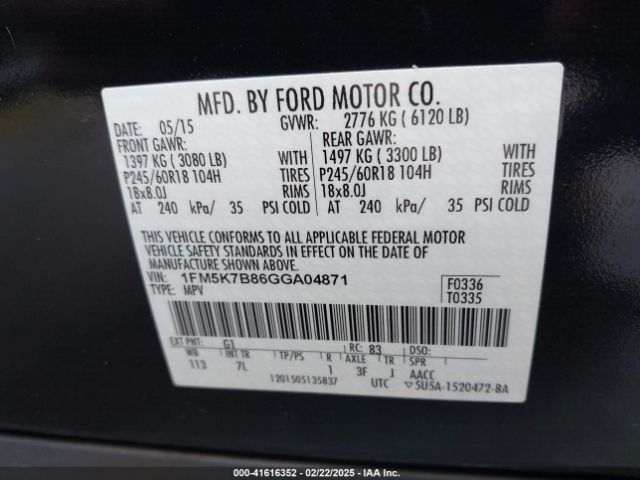 MFD. BY FORD MOTOR CO.
DATE: 05/15 GVWR: 2776 KG ( 6120 LB)
FRONT GAWR: REAR GAWR:
1397 KG ( 3080 LB) WITH 1497 KG ( 3300 LB) WITH
P245/60R18 104H TIRES P245/60R18 104H TIRES
18x8.0J RIMS 18x8.0J RIMS
AT 240 kPa/ 35 PSI COLD AT 240 kPa/ 35 PSI COLD
THIS VEHICLE CONFORMS TO ALL APPLICABLE FEDERAL MOTOR
VEHICLE SAFETY STANDARDS IN EFFECT ON THE DATE OF
MANUFACTURE SHOWN ABOVE.
VIN: 1FM5K7B86GGA04871 F0336
TYPE: MPV T0335
EXT PNT: G1 RC: 83 DSO:
WB INT TR TP/PS R AXLE TR SPR
113 7L 1 3F J AACC
1201505135837 UTC ▽5U5A-1520472-BA
000-41616352 - 02/22/2025 - IAA Inc.